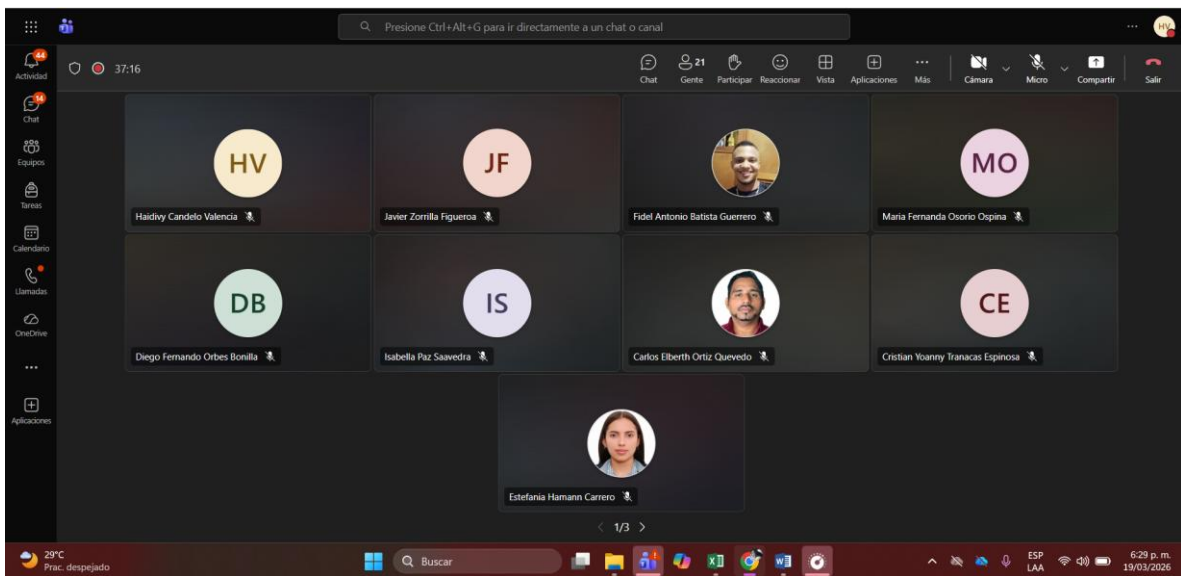 Presione Ctrl+Alt+G para ir directamente a un chat o canal
HV
44
Actividad
37:16
Chat
21
Gente
Participar
Reaccionar
Vista
Aplicaciones
Más
Cámara
Micro
Compartir
Salir
14
Chat
Equipos
Tareas
Calendario
Llamadas
OneDrive
Aplicaciones
HV
Haidivy Candelo Valencia
JF
Javier Zorrilla Figueroa
Fidel Antonio Batista Guerrero
MO
Maria Fernanda Osorio Ospina
DB
Diego Fernando Orbes Bonilla
IS
Isabella Paz Saavedra
Carlos Elberth Ortiz Quevedo
CE
Cristian Yoanny Tranacas Espinosa
Estefania Hamann Carrero
1/3
29°C
Prac. despejado
Buscar
ESP
LAA
6:29 p. m.
19/03/2026